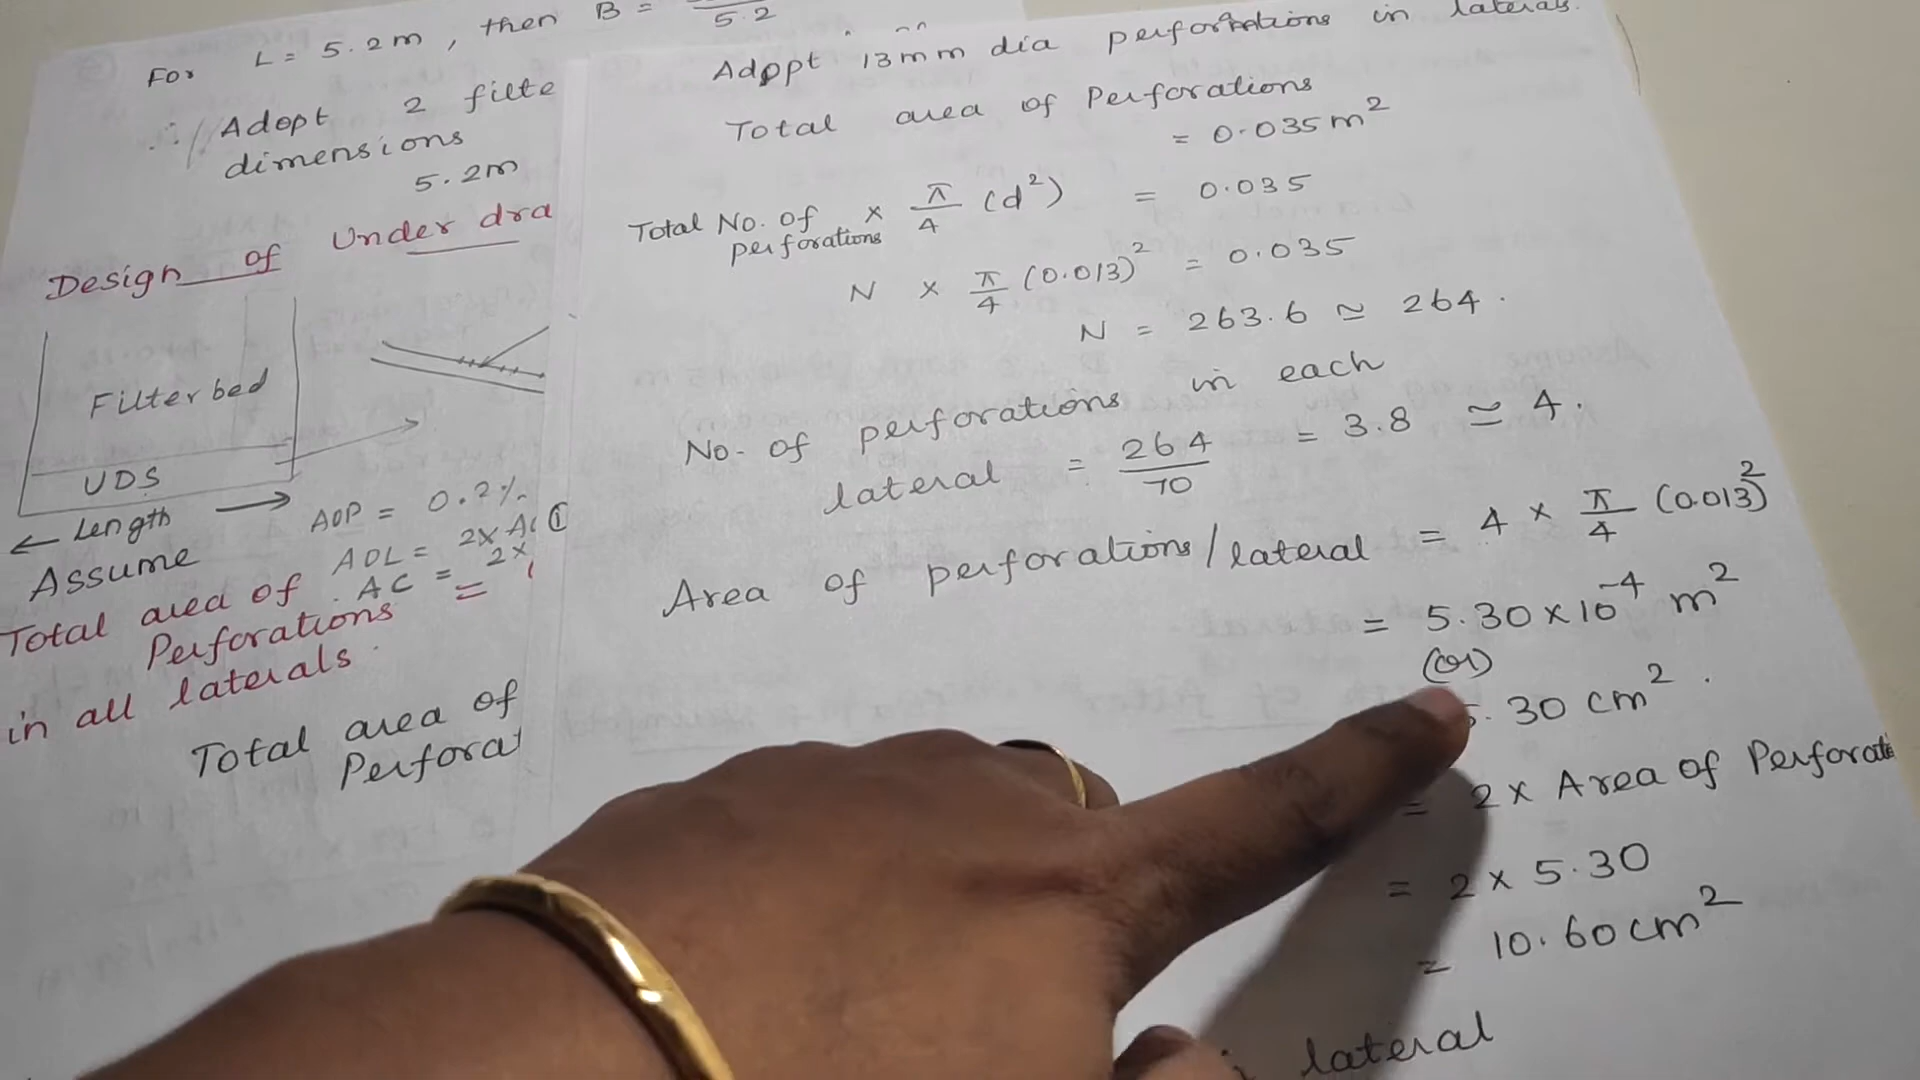 For L = 5.2m, then B = 5.2
∴ Adopt 2 filte
dimensions
5.2m
Design of Under dra
Filter bed
UDS
← Length →
Assume AOP = 0.2%
AOL = 2x A
AC = 2x
Total area of =
Perforations
in all laterals
Total area of
Perforat
Adopt 13mm dia perforations in laterals.
Total area of Perforations
= 0.035m²
Total No. of perforations × π/4 (d²) = 0.035
N × π/4 (0.013)² = 0.035
N = 263.6 ≃ 264.
No. of perforations in each
lateral = 264/70 = 3.8 ≃ 4.
Area of perforations/lateral = 4 × π/4 (0.013)²
= 5.30 × 10⁻⁴ m²
(or)
5.30 cm².
= 2 x Area of Perforati
= 2 × 5.30
= 10.60cm²
lateral